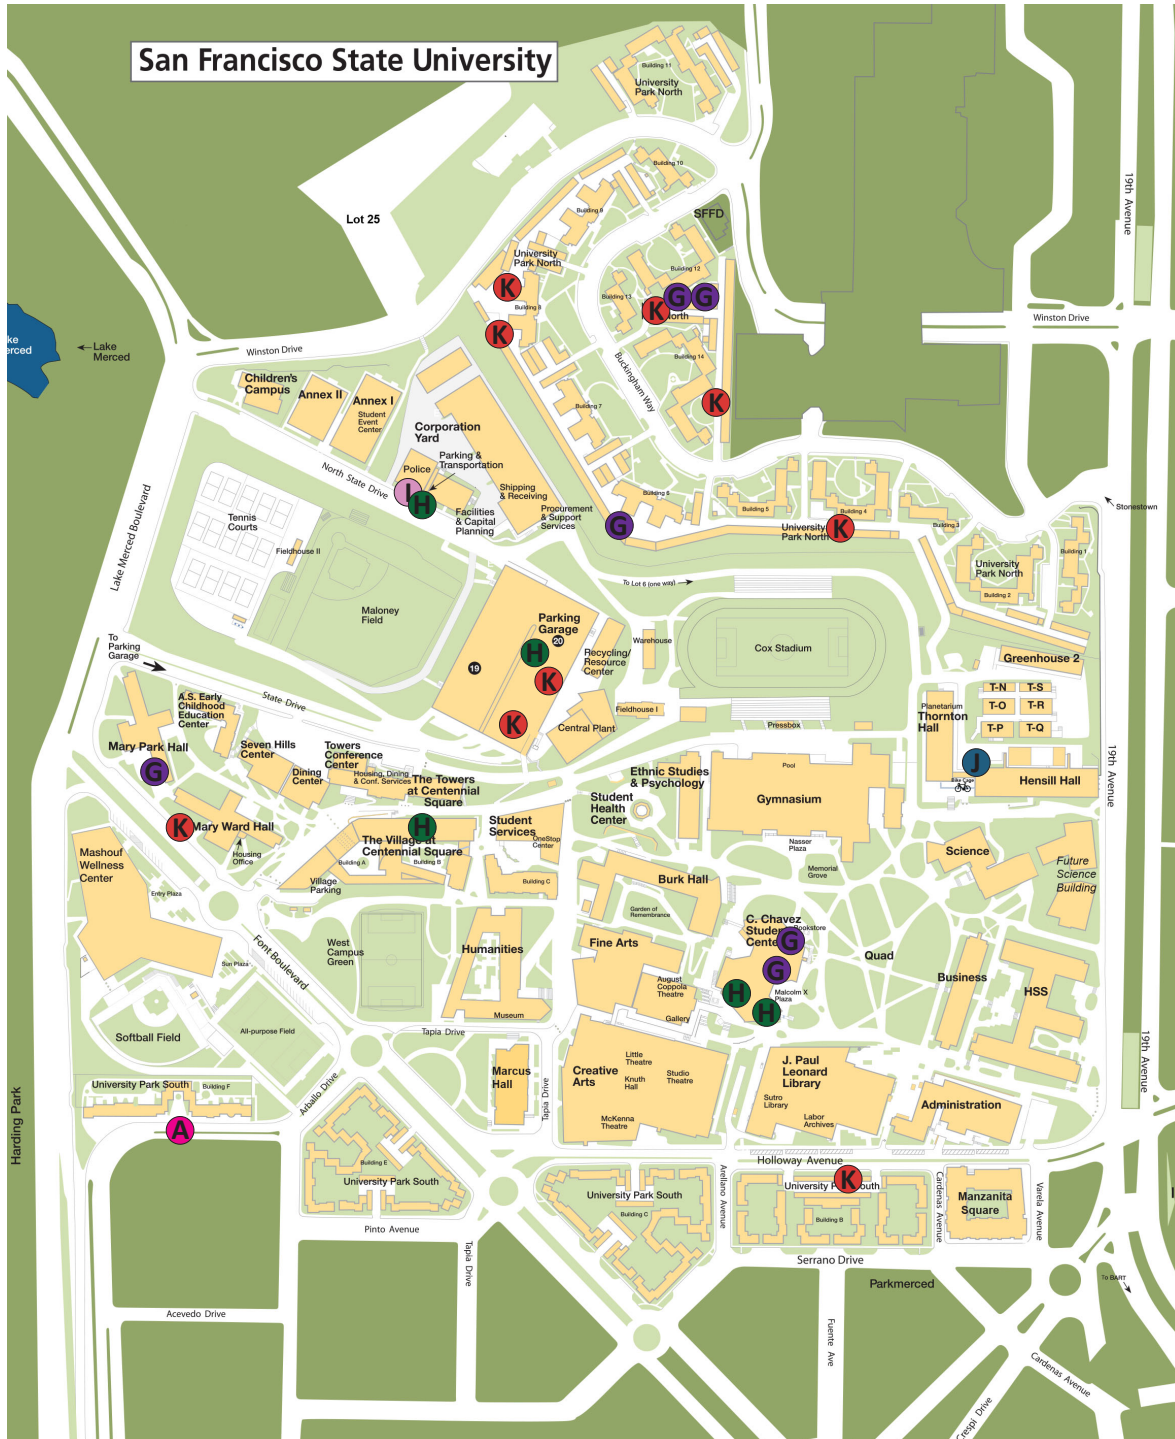 San Francisco State University
Building 11
University
Park North
Building 10
19th Avenue
Lot 25
Building 9
SFFD
University
Park North
Building 12
K
G
G
Building 13
K
North
Building 8
K
Winston Drive
Lake
Merced
Winston Drive
Building 14
Buckingham Way
Children's
Campus
Annex II
Annex I
Student
Event
Center
K
Building 7
Corporation
Yard
Parking &
Transportation
Police
North State Drive
I
H
Shipping
& Receiving
Facilities
& Capital
Planning
Procurement
& Support
Services
Building 6
G
Building 5
Building 4
University
Park North
K
Building 3
Stonestown
Lake Merced Boulevard
Tennis
Courts
Fieldhouse II
Building 1
University
Park North
Building 2
To Lot 6 (one way)
Maloney
Field
Parking
Garage
20
H
19
K
K
Recycling/
Resource
Center
Warehouse
Cox Stadium
Greenhouse 2
To
Parking
Garage
State Drive
T-N
T-S
T-O
T-R
T-P
T-Q
Planetarium
Thornton
Hall
A.S. Early
Childhood
Education
Center
Fieldhouse I
Central Plant
Pressbox
Mary Park Hall
G
Seven Hills
Center
Dining
Center
Towers
Conference
Center
Housing, Dining
& Conf. Services
The Towers
at Centennial
Square
Ethnic Studies
& Psychology
Pool
Gymnasium
J
Bike Cage
Hensill Hall
19th Avenue
Student
Health
Center
K
Mary Ward Hall
Housing
Office
H
The Village at
Centennial Square
Building A
Building B
Student
Services
OneStop
Center
Building C
Nasser
Plaza
Memorial
Grove
Science
Future
Science
Building
Mashouf
Wellness
Center
Entry Plaza
Village
Parking
Burk Hall
Garden of
Remembrance
C. Chavez
Student
Center
Bookstore
G
G
H
H
Malcolm X
Plaza
Quad
Business
HSS
Font Boulevard
Sun Plaza
West
Campus
Green
Humanities
Museum
Fine Arts
August
Coppola
Theatre
Gallery
Softball Field
All-purpose Field
Tapia Drive
Marcus
Hall
Tapia Drive
Creative
Arts
Little
Theatre
Knuth
Hall
Studio
Theatre
McKenna
Theatre
J. Paul
Leonard
Library
Sutro
Library
Labor
Archives
Administration
19th Avenue
Harding Park
University Park South
Building F
A
Arballo Drive
Building E
University Park South
Holloway Avenue
University Park South
Building C
Arellano Avenue
K
University Park South
Building B
Cardenas Avenue
Manzanita
Square
Varela Avenue
Pinto Avenue
Tapia Drive
Serrano Drive
Parkmerced
To BART
Acevedo Drive
Fuente Ave
Cardenas Avenue
Crespi Drive